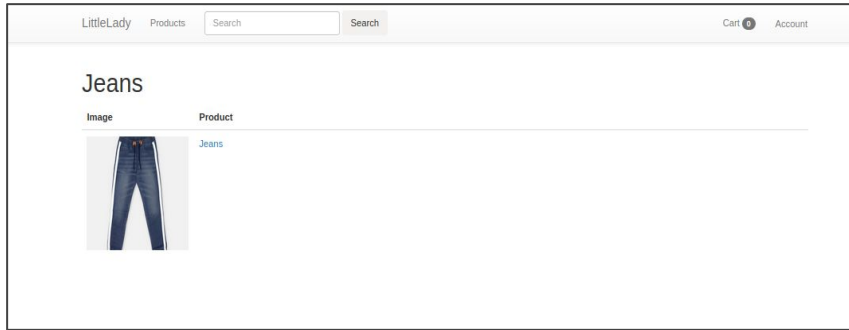 LittleLady Products Search Search Cart 0 Account
Jeans
Image Product
Jeans